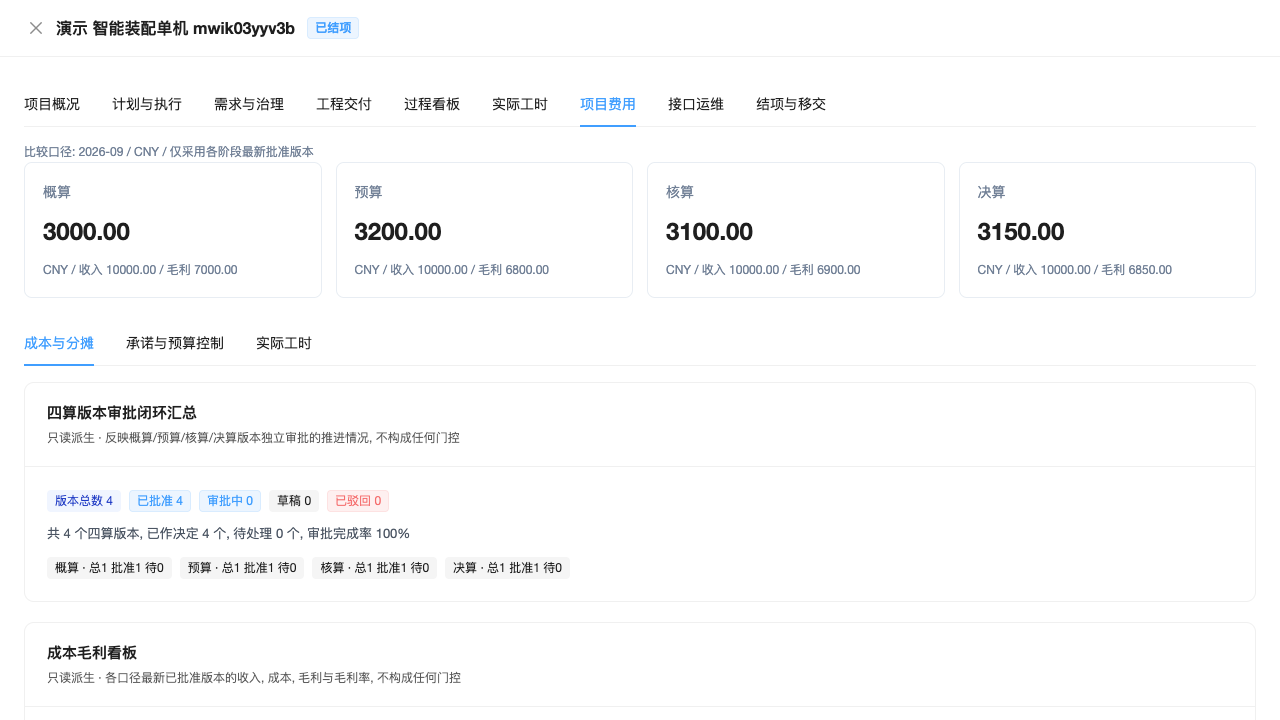 演示 智能装配单机 mwik03yyv3b 已结项
项目概况 计划与执行 需求与治理 工程交付 过程看板 实际工时 项目费用 接口运维 结项与移交
比较口径: 2026-09 / CNY / 仅采用各阶段最新批准版本
概算 预算 核算 决算
3000.00 3200.00 3100.00 3150.00
CNY / 收入 10000.00 / 毛利 7000.00 CNY / 收入 10000.00 / 毛利 6800.00 CNY / 收入 10000.00 / 毛利 6900.00 CNY / 收入 10000.00 / 毛利 6850.00
成本与分摊 承诺与预算控制 实际工时
四算版本审批闭环汇总
只读派生 · 反映概算/预算/核算/决算版本独立审批的推进情况, 不构成任何门控
版本总数 4 已批准 4 审批中 0 草稿 0 已驳回 0
共 4 个四算版本, 已作决定 4 个, 待处理 0 个, 审批完成率 100%
概算 · 总1 批准1 待0 预算 · 总1 批准1 待0 核算 · 总1 批准1 待0 决算 · 总1 批准1 待0
成本毛利看板
只读派生 · 各口径最新已批准版本的收入, 成本, 毛利与毛利率, 不构成任何门控